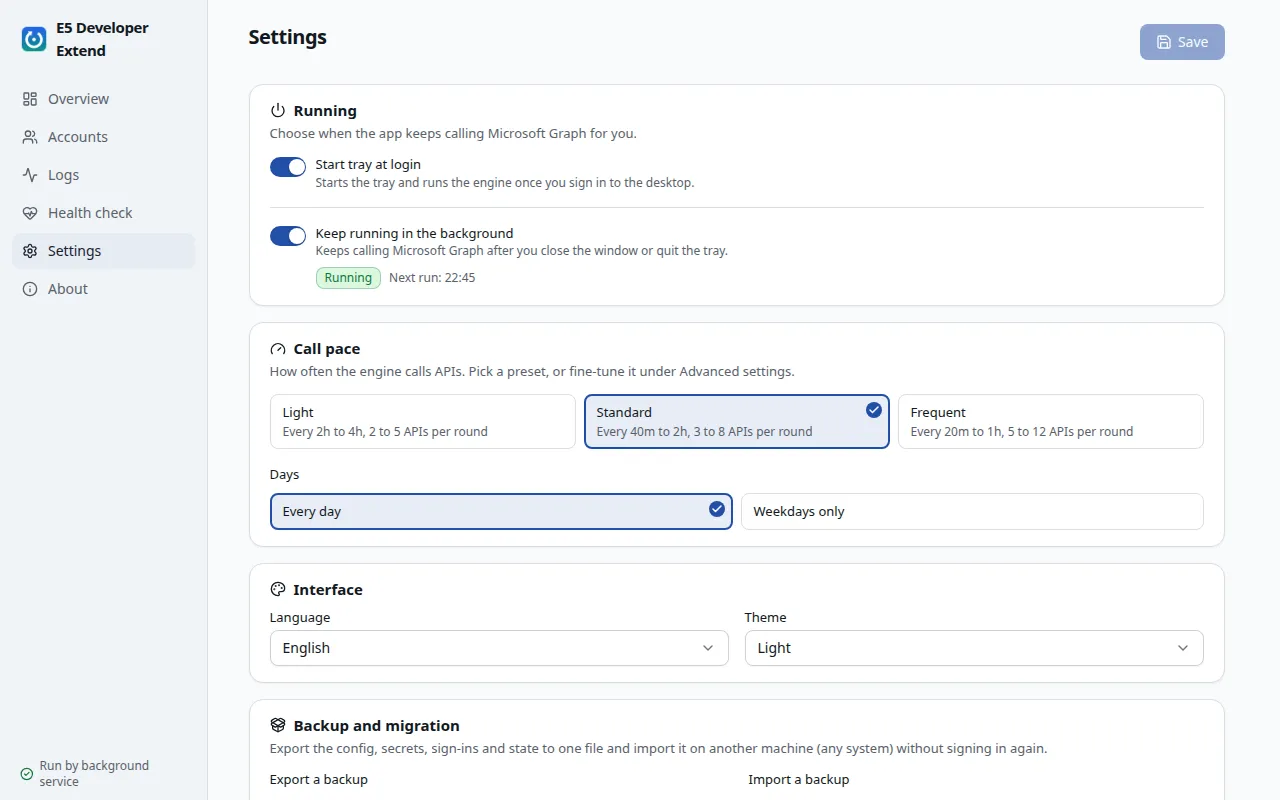 E5 Developer
Extend
Overview
Accounts
Logs
Health check
Settings
About
Run by background
service
Settings
Save
Running
Choose when the app keeps calling Microsoft Graph for you.
Start tray at login
Starts the tray and runs the engine once you sign in to the desktop.
Keep running in the background
Keeps calling Microsoft Graph after you close the window or quit the tray.
Running Next run: 22:45
Call pace
How often the engine calls APIs. Pick a preset, or fine-tune it under Advanced settings.
Light
Every 2h to 4h, 2 to 5 APIs per round
Standard
Every 40m to 2h, 3 to 8 APIs per round
Frequent
Every 20m to 1h, 5 to 12 APIs per round
Days
Every day
Weekdays only
Interface
Language
English
Theme
Light
Backup and migration
Export the config, secrets, sign-ins and state to one file and import it on another machine (any system) without signing in again.
Export a backup
Import a backup